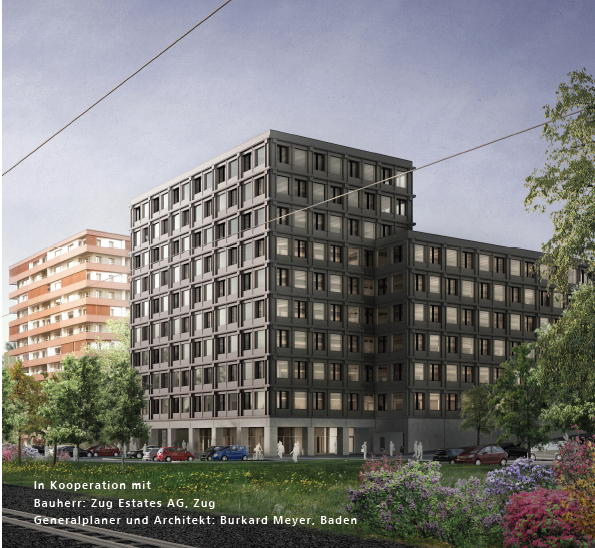 In Kooperation mit
Bauherr: Zug Estates AG, Zug
Generalplaner und Architekt: Burkard Meyer, Baden